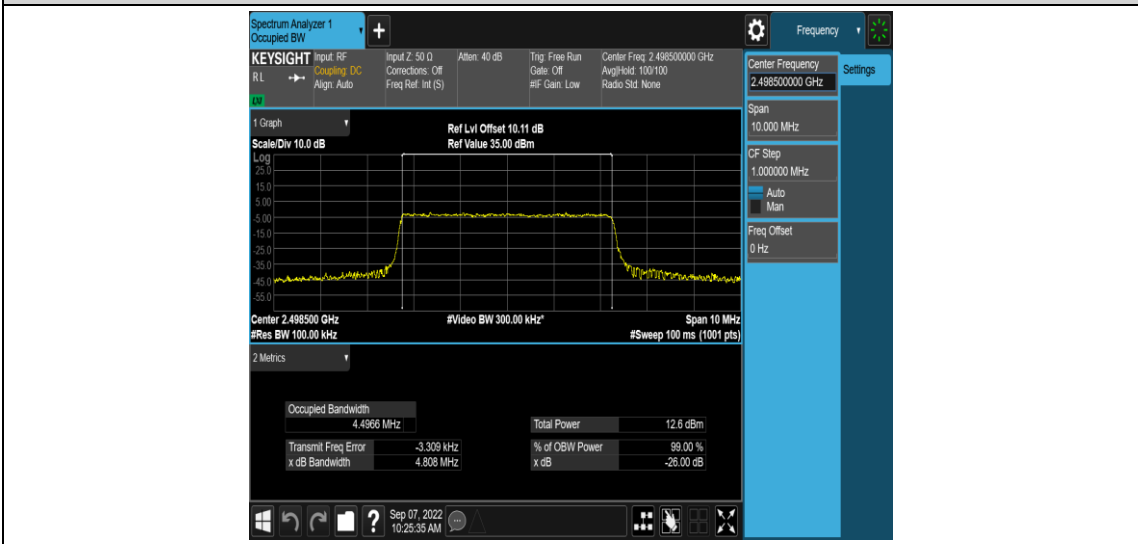 Spectrum Analyzer 1
Occupied BW
+
Frequency
KEYSIGHT
R L
LXI
Input: RF
Coupling: DC
Align: Auto
Input Z: 50 Ω
Corrections: Off
Freq Ref: Int (S)
Atten: 40 dB
Trig: Free Run
Gate: Off
#IF Gain: Low
Center Freq: 2.498500000 GHz
Avg|Hold: 100/100
Radio Std: None
Center Frequency
2.498500000 GHz
Settings
Span
10.000 MHz
CF Step
1.000000 MHz
Auto
Man
Freq Offset
0 Hz
1 Graph
Scale/Div 10.0 dB
Ref Lvl Offset 10.11 dB
Ref Value 35.00 dBm
Log
25.0
15.0
5.00
-5.00
-15.0
-25.0
-35.0
-45.0
-55.0
Center 2.498500 GHz
#Video BW 300.00 kHz*
Span 10 MHz
#Res BW 100.00 kHz
#Sweep 100 ms (1001 pts)
2 Metrics
Occupied Bandwidth
4.4966 MHz
Total Power 12.6 dBm
Transmit Freq Error -3.309 kHz
% of OBW Power 99.00 %
x dB Bandwidth 4.808 MHz
x dB -26.00 dB
?
Sep 07, 2022
10:25:35 AM